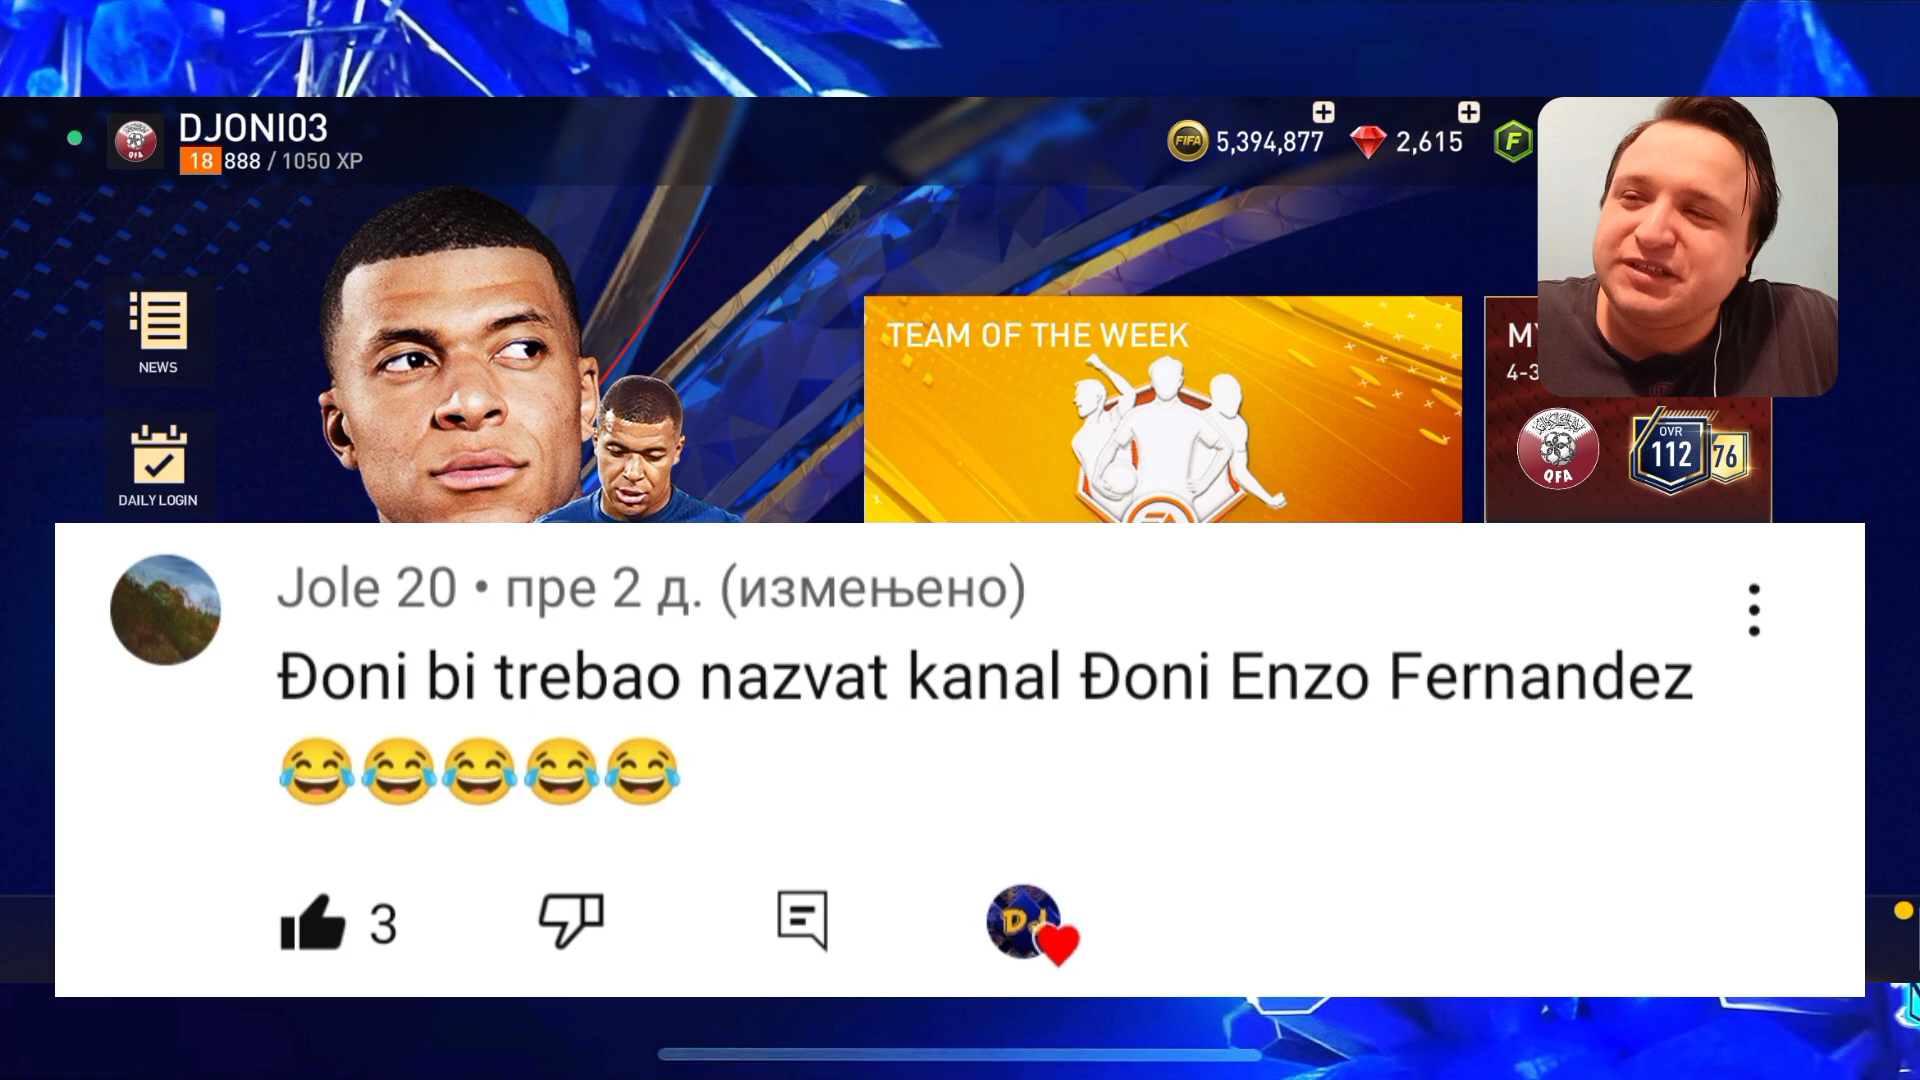 DJONI03
18 888 / 1050 XP
FIFA 5,394,877
2,615
F
NEWS
DAILY LOGIN
TEAM OF THE WEEK
4-3
QFA
OVR
112
76
Jole 20 • пре 2 д. (измењено)
Đoni bi trebao nazvat kanal Đoni Enzo Fernandez
😂😂😂😂😂
3